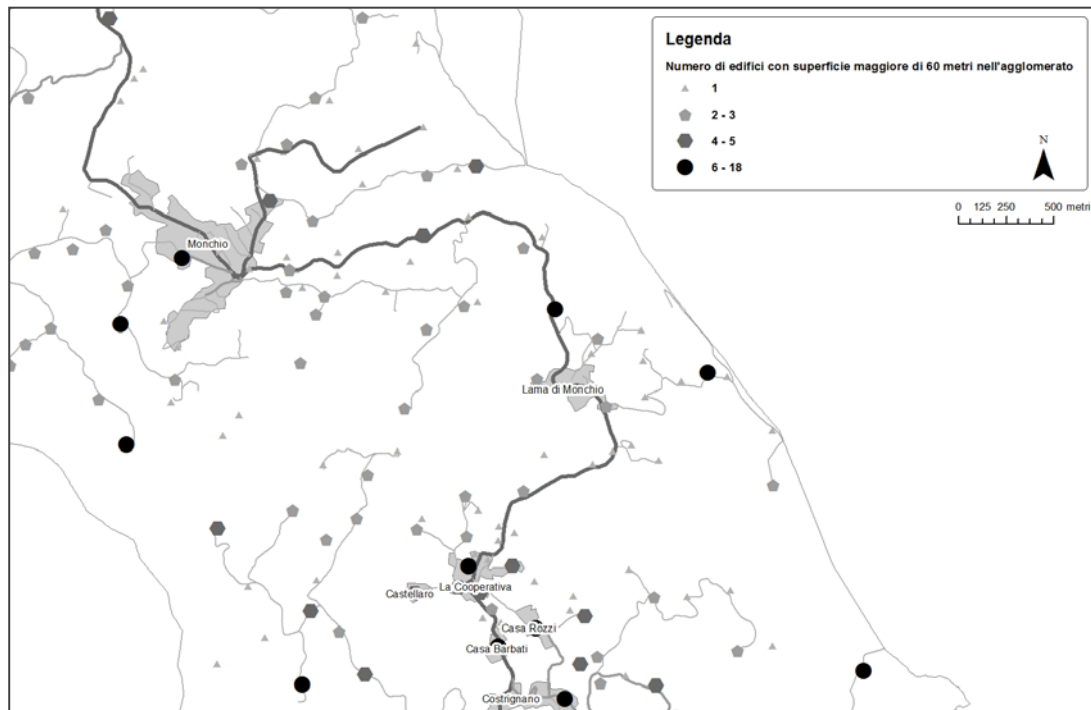 Legenda
Numero di edifici con superficie maggiore di 60 metri nell'agglomerato
1
2 - 3
4 - 5
6 - 18
N
0 125 250 500 metri
Monchio
Lama di Monchio
La Cooperativa
Castellaro
Casa Rozzi
Casa Barbati
Costrignano